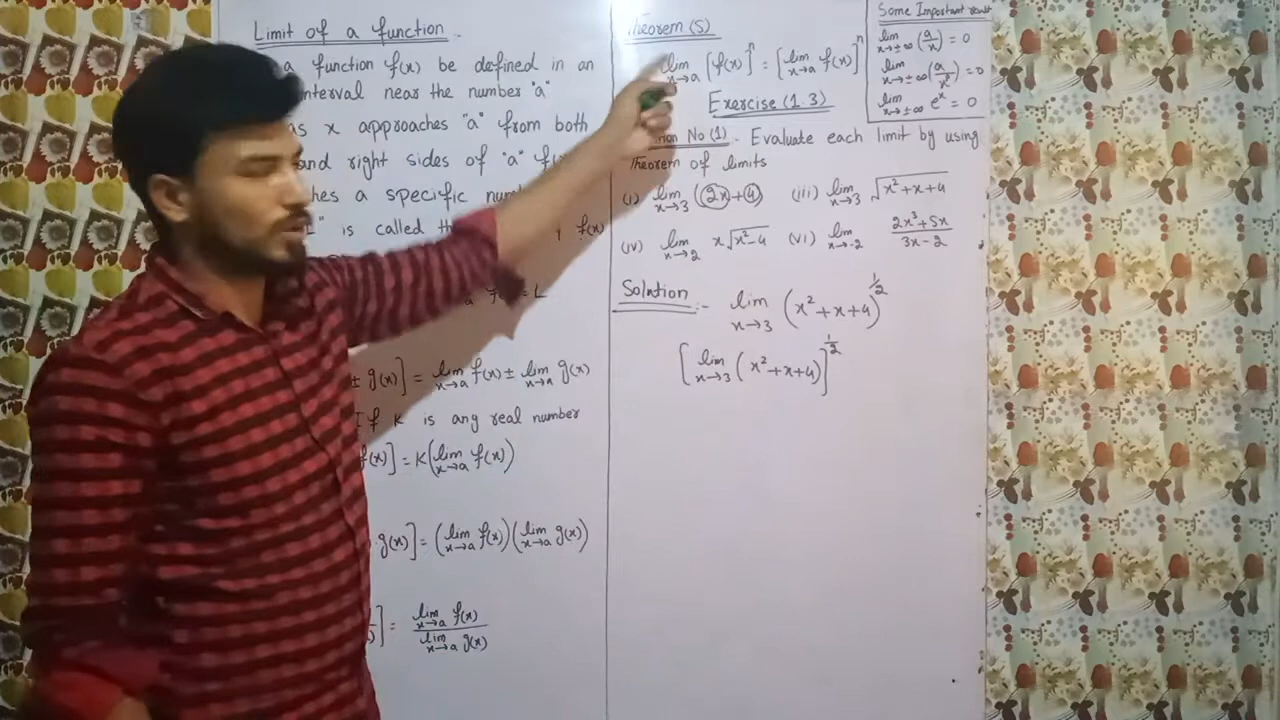 Limit of a function
a function f(x) be defined in an
interval near the number "a"
as x approaches "a" from both
and right sides of "a"
a specific
is called f(x)
= L
± g(x)] = lim x→a f(x) ± lim x→a g(x)
If K is any real number
f(x)] = K(lim x→a f(x))
g(x)] = (lim x→a f(x))(lim x→a g(x))
] = lim x→a f(x) / lim x→a g(x)
Theorem (5)
lim x→a [f(x)]^n = [lim x→a f(x)]^n
Exercise (1.3)
No (1) Evaluate each limit by using
Theorem of limits
(i) lim x→3 (2x+4) (iii) lim x→3 √x²+x+4
(iv) lim x→2 x√x²-4 (vi) lim x→-2 2x³+5x / 3x-2
Solution :- lim x→3 (x²+x+4)^1/2
[lim x→3 (x²+x+4)]^1/2
Some Important
lim x→±∞ (a/x) = 0
lim x→±∞ = 0
lim x→±∞ e^x = 0